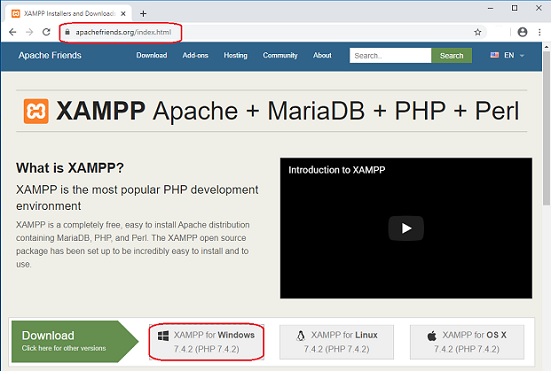 XAMPP Installers and Download
apachefriends.org/index.html
Apache Friends
Download
Add-ons
Hosting
Community
About
Search...
Search
EN
XAMPP Apache + MariaDB + PHP + Perl
What is XAMPP?
XAMPP is the most popular PHP development
environment
XAMPP is a completely free, easy to install Apache distribution
containing MariaDB, PHP, and Perl. The XAMPP open source
package has been set up to be incredibly easy to install and to
use.
Introduction to XAMPP
Download
Click here for other versions
XAMPP for Windows
7.4.2 (PHP 7.4.2)
XAMPP for Linux
7.4.2 (PHP 7.4.2)
XAMPP for OS X
7.4.2 (PHP 7.4.2)